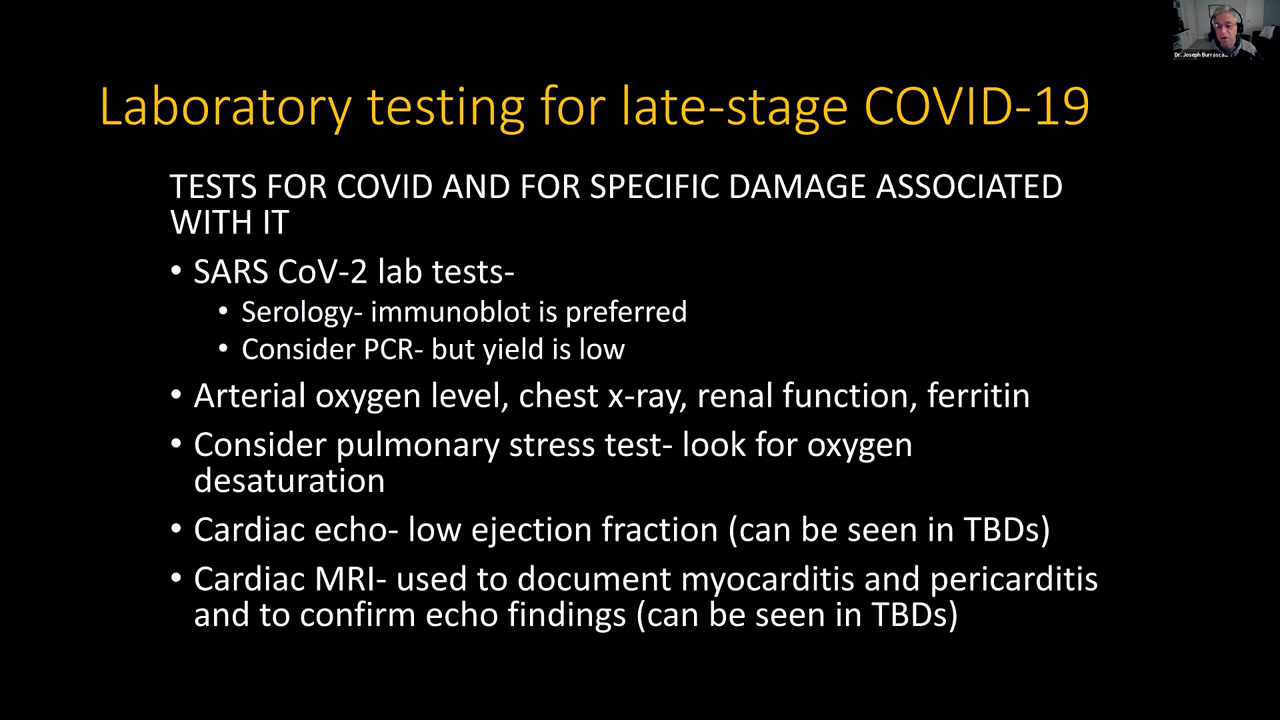 Dr. Joseph Burrasca...
Laboratory testing for late-stage COVID-19
TESTS FOR COVID AND FOR SPECIFIC DAMAGE ASSOCIATED
WITH IT
• SARS CoV-2 lab tests-
• Serology- immunoblot is preferred
• Consider PCR- but yield is low
• Arterial oxygen level, chest x-ray, renal function, ferritin
• Consider pulmonary stress test- look for oxygen
desaturation
• Cardiac echo- low ejection fraction (can be seen in TBDs)
• Cardiac MRI- used to document myocarditis and pericarditis
and to confirm echo findings (can be seen in TBDs)